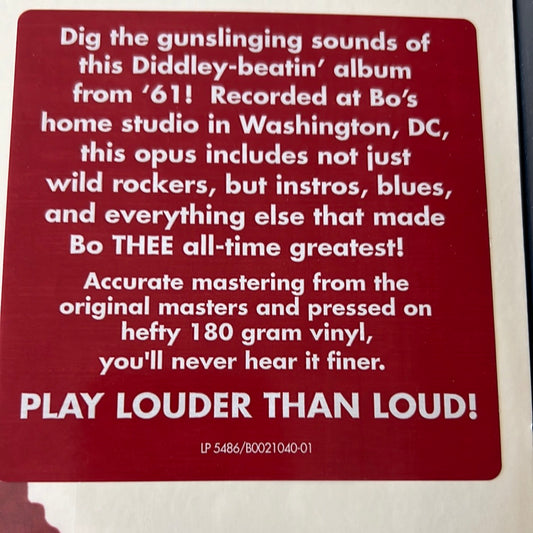 Dig the gunslinging sounds of
this Diddley-beatin’ album
from ‘61! Recorded at Bo’s
home studio in Washington, DC,
this opus includes not just
wild rockers, but instros, blues,
and everything else that made
Bo THEE all-time greatest!
Accurate mastering from the
original masters and pressed on
hefty 180 gram vinyl,
you'll never hear it finer.
PLAY LOUDER THAN LOUD!
LP 5486/B0021040-01